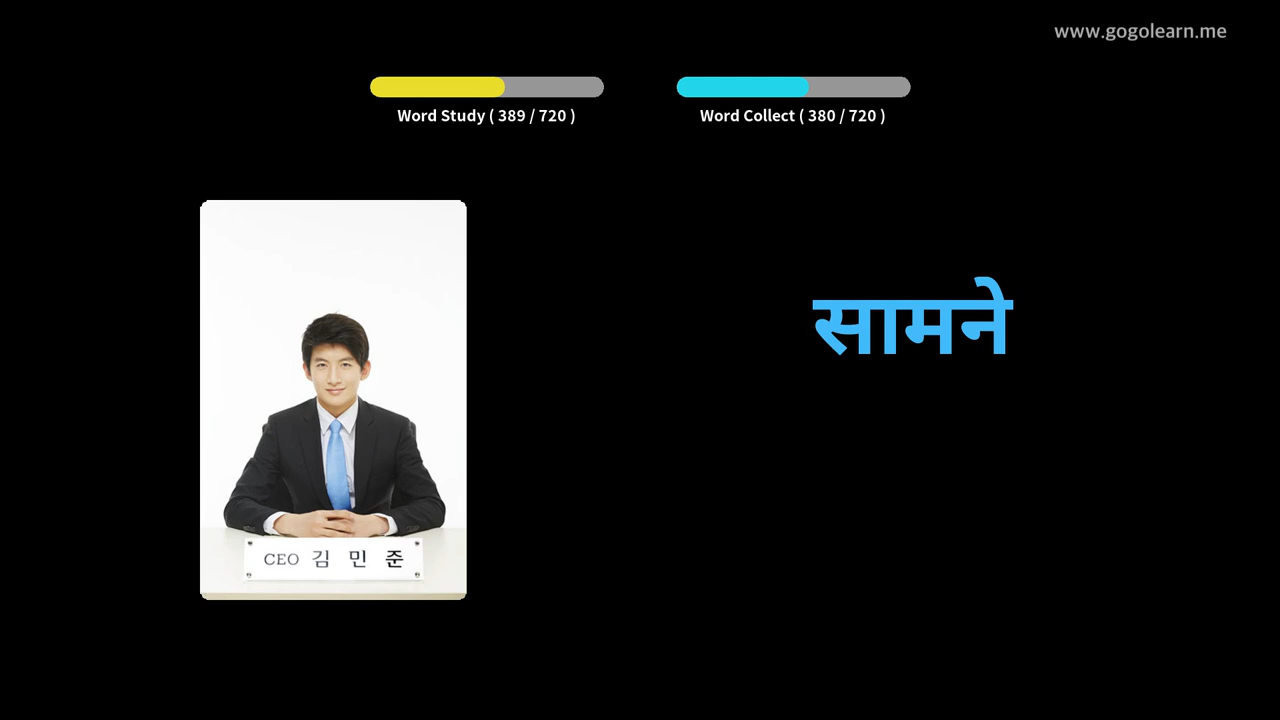 www.gogolearn.me
Word Study ( 389 / 720 )
Word Collect ( 380 / 720 )
सामने
CEO 김 민 준